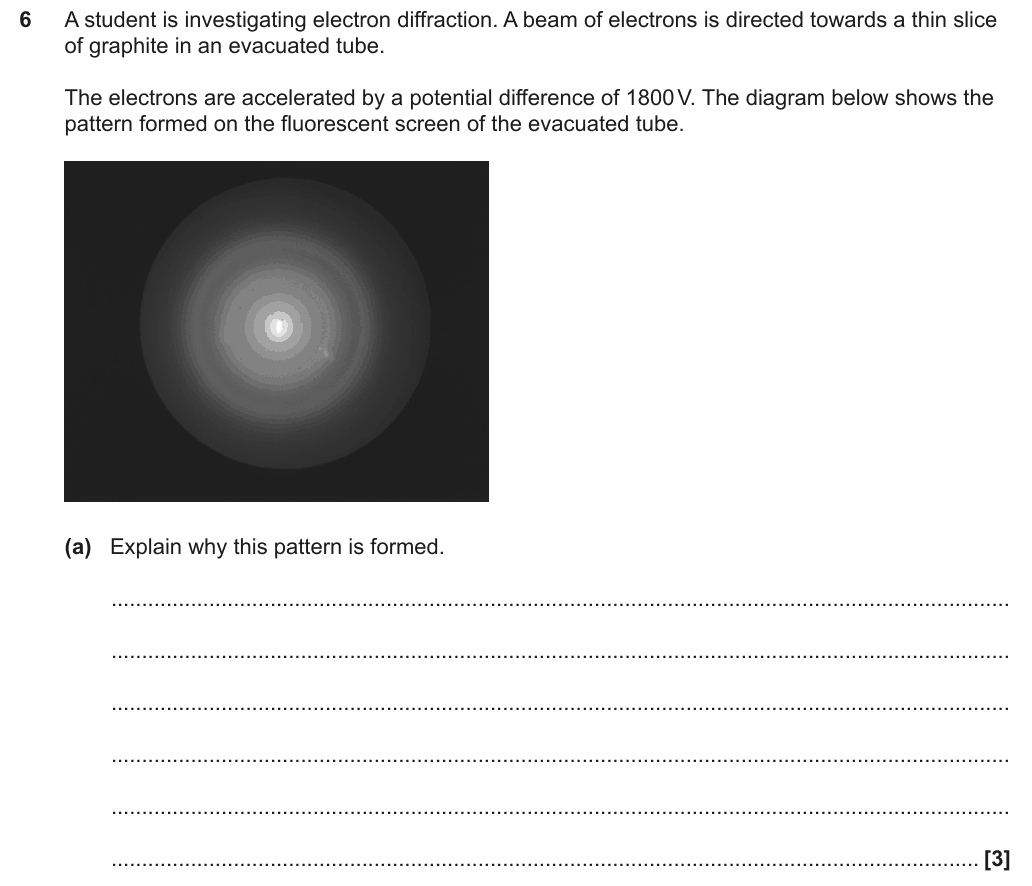 6 A student is investigating electron diffraction. A beam of electrons is directed towards a thin slice
of graphite in an evacuated tube.
The electrons are accelerated by a potential difference of 1800 V. The diagram below shows the
pattern formed on the fluorescent screen of the evacuated tube.
(a) Explain why this pattern is formed.
[3]